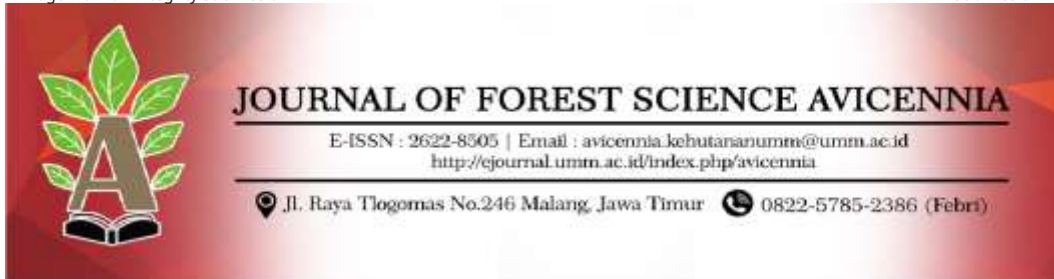 JOURNAL OF FOREST SCIENCE AVICENNIA
E-ISSN : 2622-8505 | Email : avicennia.kehutananumm@umm.ac.id
http://ejournal.umm.ac.id/index.php/avicennia
Jl. Raya Tlogomas No.246 Malang, Jawa Timur 0822-5785-2386 (Febri)
A